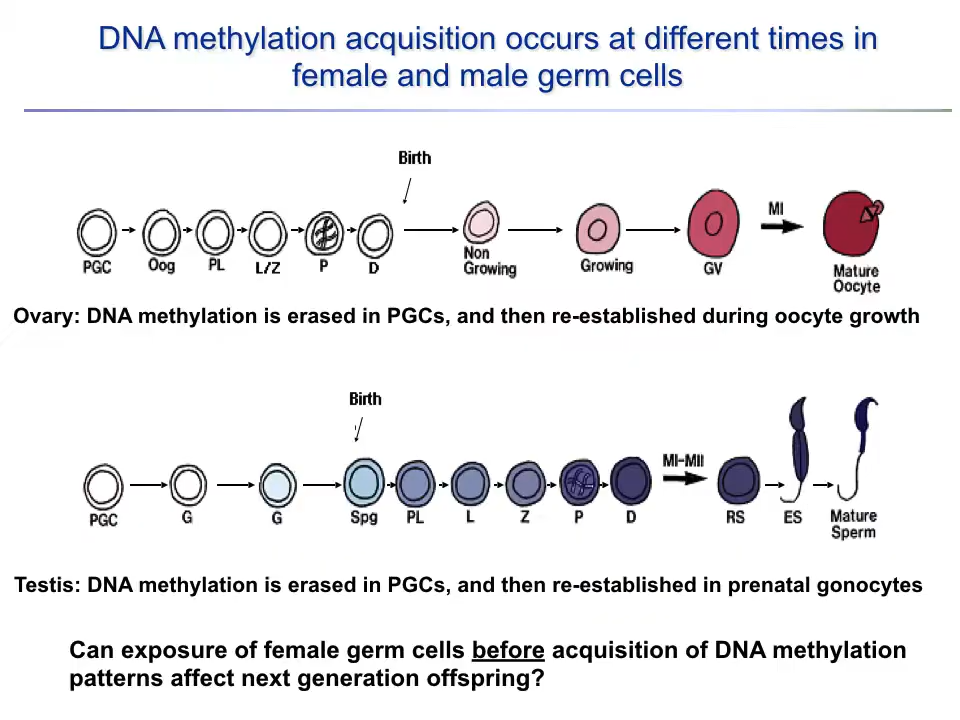 DNA methylation acquisition occurs at different times in
female and male germ cells
Birth
MI
PGC Oog PL L/Z P D Non Growing Growing GV Mature Oocyte
Ovary: DNA methylation is erased in PGCs, and then re-established during oocyte growth
Birth
MI-MII
PGC G G Spg PL L Z P D RS ES Mature Sperm
Testis: DNA methylation is erased in PGCs, and then re-established in prenatal gonocytes
Can exposure of female germ cells before acquisition of DNA methylation
patterns affect next generation offspring?